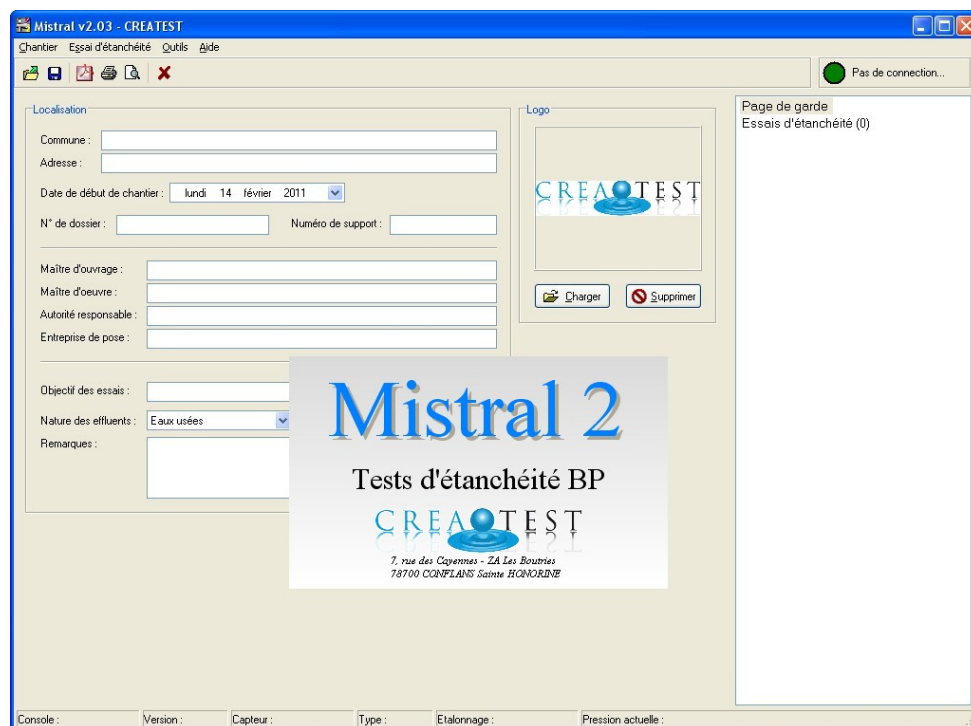 Mistral v2.03 - CREATEST
Chantier Essai d'étanchéité Outils Aide
Pas de connection...
Localisation
Commune :
Adresse :
Date de début de chantier : lundi 14 février 2011
N° de dossier : Numéro de support :
Maître d'ouvrage :
Maître d'oeuvre :
Autorité responsable :
Entreprise de pose :
Objectif des essais :
Nature des effluents : Eaux usées
Remarques :
Logo
CREA TEST
Charger Supprimer
Page de garde
Essais d'étanchéité (0)
Mistral 2
Tests d'étanchéité BP
CREA TEST
7, rue des Cayennes - ZA Les Boutries
78700 CONFLANS Sainte HONORINE
Console : Version : Capteur : Type : Etalonnage : Pression actuelle :